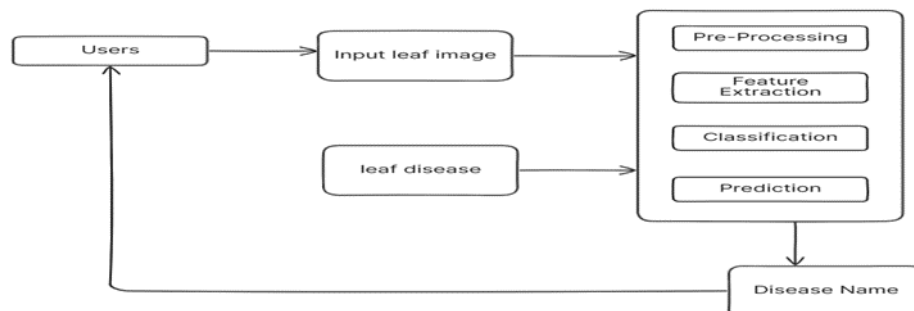 Users
Input leaf image
leaf disease
Pre-Processing
Feature
Extraction
Classification
Prediction
Disease Name